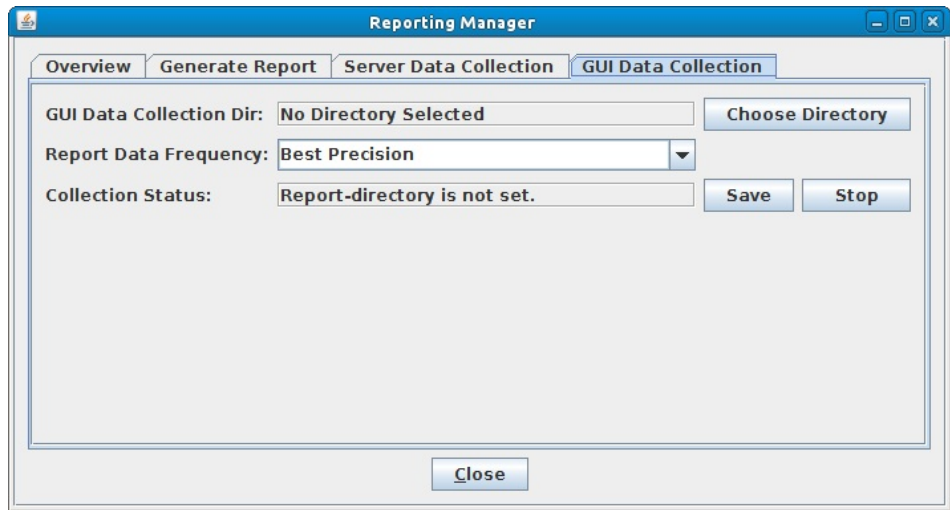 Reporting Manager
Overview Generate Report Server Data Collection GUI Data Collection
GUI Data Collection Dir: No Directory Selected Choose Directory
Report Data Frequency: Best Precision
Collection Status: Report-directory is not set. Save Stop
Close